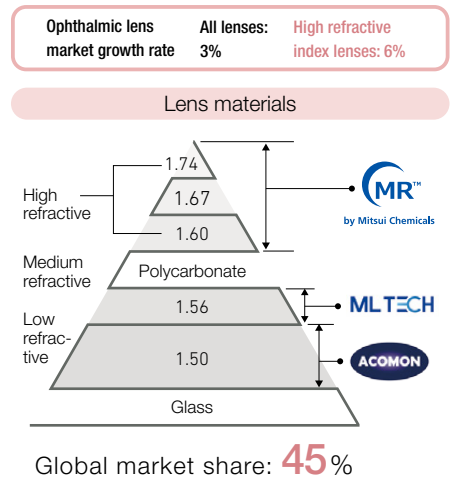 Ophthalmic lens
market growth rate
All lenses:
3%
High refractive
index lenses: 6%
Lens materials
1.74
High
refractive
1.67
1.60
MR™
by Mitsui Chemicals
Medium
refractive
Polycarbonate
Low
refrac-
tive
1.56
ML TECH
1.50
ACOMON
Glass
Global market share: 45%